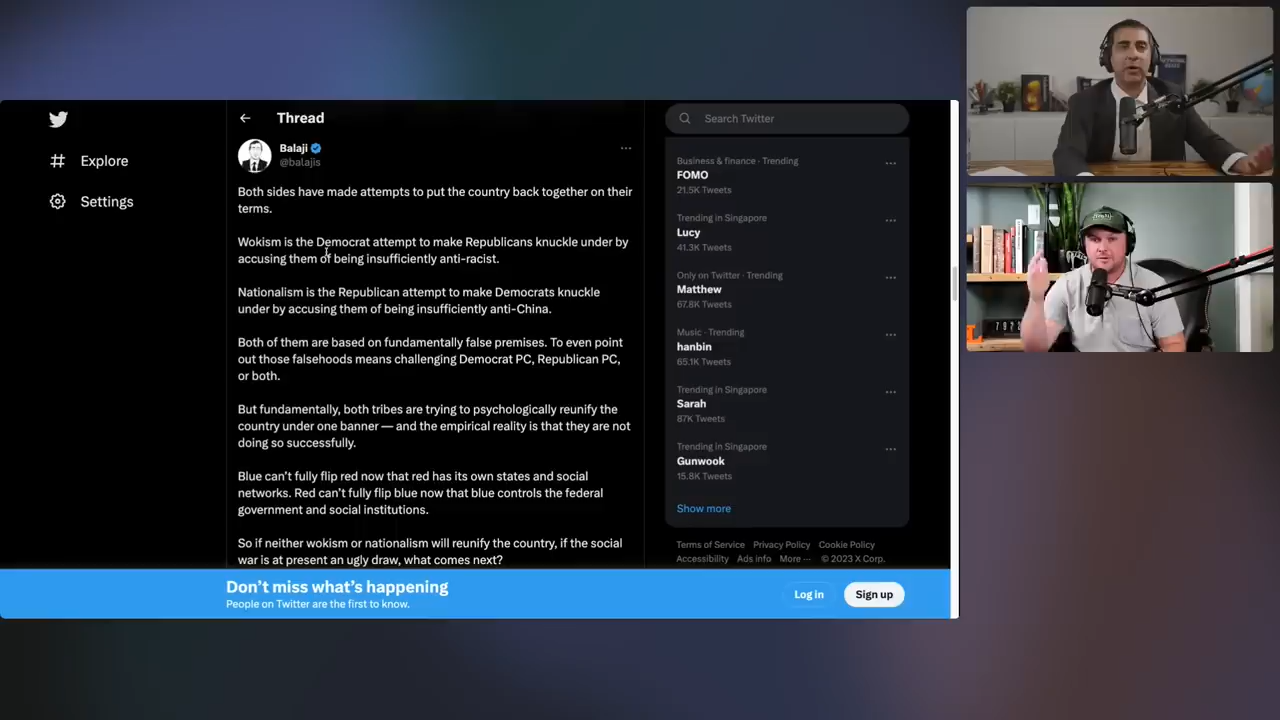 Explore
Settings
Thread
Balaji
@balajis
Both sides have made attempts to put the country back together on their
terms.
Wokism is the Democrat attempt to make Republicans knuckle under by
accusing them of being insufficiently anti-racist.
Nationalism is the Republican attempt to make Democrats knuckle
under by accusing them of being insufficiently anti-China.
Both of them are based on fundamentally false premises. To even point
out those falsehoods means challenging Democrat PC, Republican PC,
or both.
But fundamentally, both tribes are trying to psychologically reunify the
country under one banner — and the empirical reality is that they are not
doing so successfully.
Blue can’t fully flip red now that red has its own states and social
networks. Red can’t fully flip blue now that blue controls the federal
government and social institutions.
So if neither wokism or nationalism will reunify the country, if the social
war is at present an ugly draw, what comes next?
Search Twitter
Business & finance · Trending
FOMO
21.5K Tweets
Trending in Singapore
Lucy
41.3K Tweets
Only on Twitter · Trending
Matthew
67.8K Tweets
Music · Trending
hanbin
65.1K Tweets
Trending in Singapore
Sarah
87K Tweets
Trending in Singapore
Gunwook
15.8K Tweets
Show more
Terms of Service Privacy Policy Cookie Policy
Accessibility Ads info More ··· © 2023 X Corp.
Don’t miss what’s happening
People on Twitter are the first to know.
Log in
Sign up